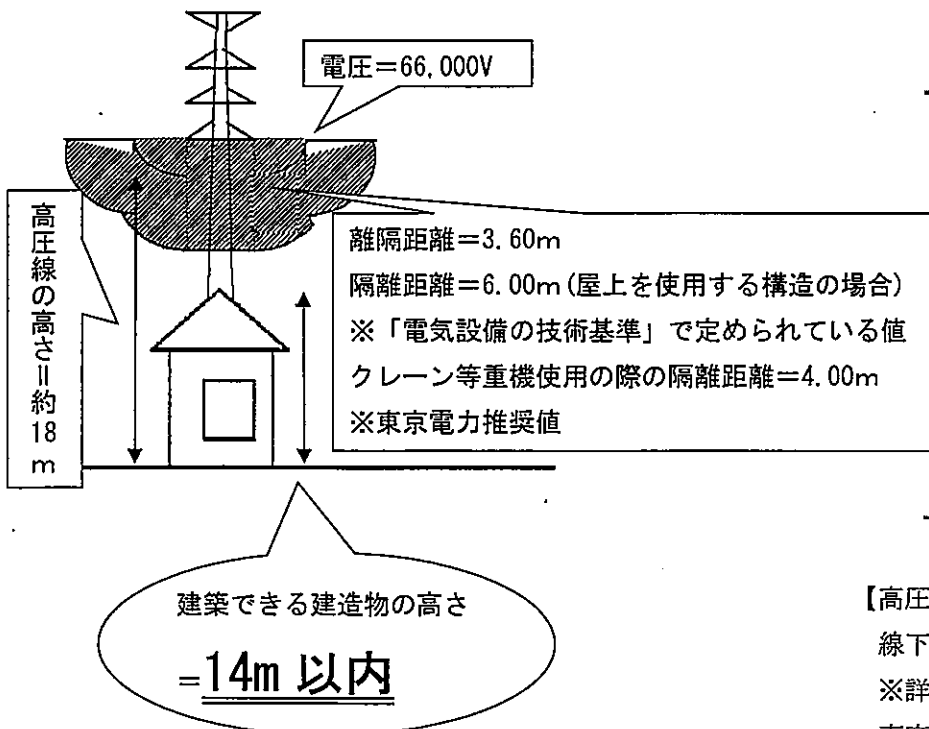 電圧=66,000V
高圧線の高さ=約18m
離隔距離=3.60m
隔離距離=6.00m(屋上を使用する構造の場合)
※「電気設備の技術基準」で定められている値
クレーン等重機使用の際の隔離距離=4.00m
※東京電力推奨値
建築できる建造物の高さ
=14m 以内
【高圧
線下
※詳